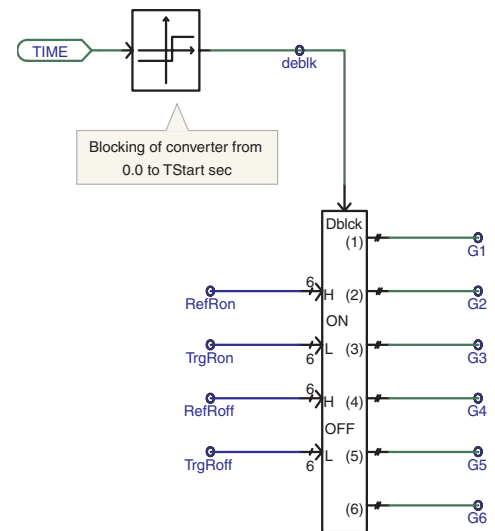 TIME
deblk
Blocking of converter from
0.0 to TStart sec
Dblck
(1)
G1
6
RefRon
H (2)
G2
ON
TrgRon
L (3)
6
G3
6
RefRoff
H (4)
G4
OFF
TrgRoff
L (5)
6
G5
(6)
G6